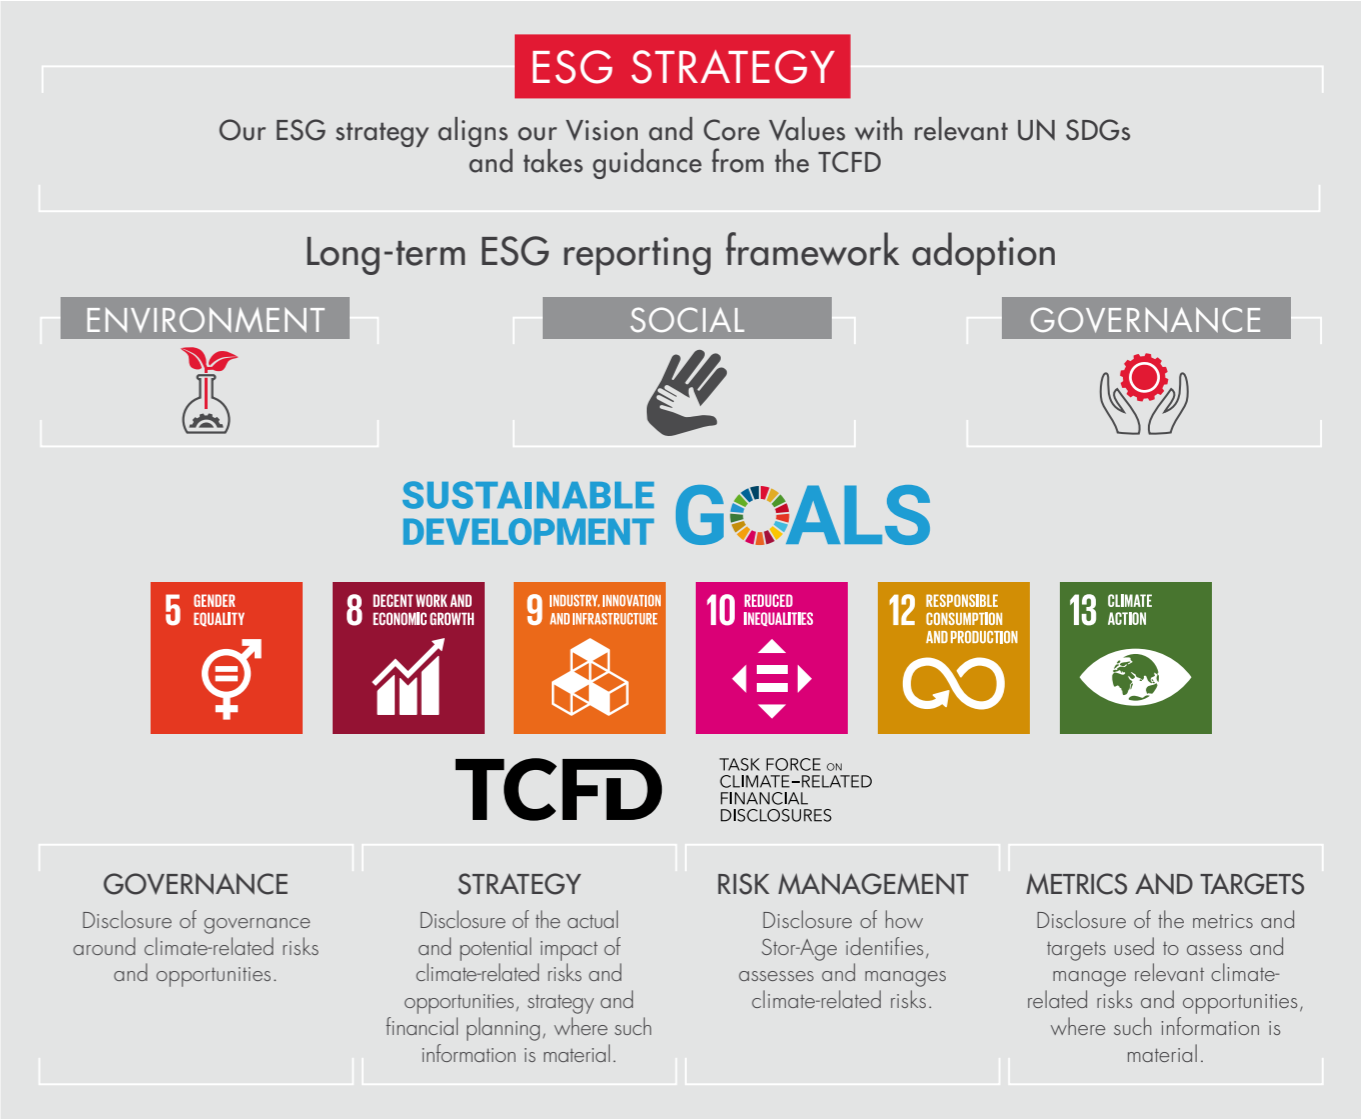 ESG STRATEGY
Our ESG strategy aligns our Vision and Core Values with relevant UN SDGs
and takes guidance from the TCFD
Long-term ESG reporting framework adoption
ENVIRONMENT
SOCIAL
GOVERNANCE
SUSTAINABLE
DEVELOPMENT
GOALS
5 GENDER
EQUALITY
8 DECENT WORK AND
ECONOMIC GROWTH
9 INDUSTRY, INNOVATION
AND INFRASTRUCTURE
10 REDUCED
INEQUALITIES
12 RESPONSIBLE
CONSUMPTION
AND PRODUCTION
13 CLIMATE
ACTION
TCFD
TASK FORCE ON
CLIMATE-RELATED
FINANCIAL
DISCLOSURES
GOVERNANCE
Disclosure of governance
around climate-related risks
and opportunities.
STRATEGY
Disclosure of the actual
and potential impact of
climate-related risks and
opportunities, strategy and
financial planning, where such
information is material.
RISK MANAGEMENT
Disclosure of how
Stor-Age identifies,
assesses and manages
climate-related risks.
METRICS AND TARGETS
Disclosure of the metrics and
targets used to assess and
manage relevant climate-
related risks and opportunities,
where such information is
material.